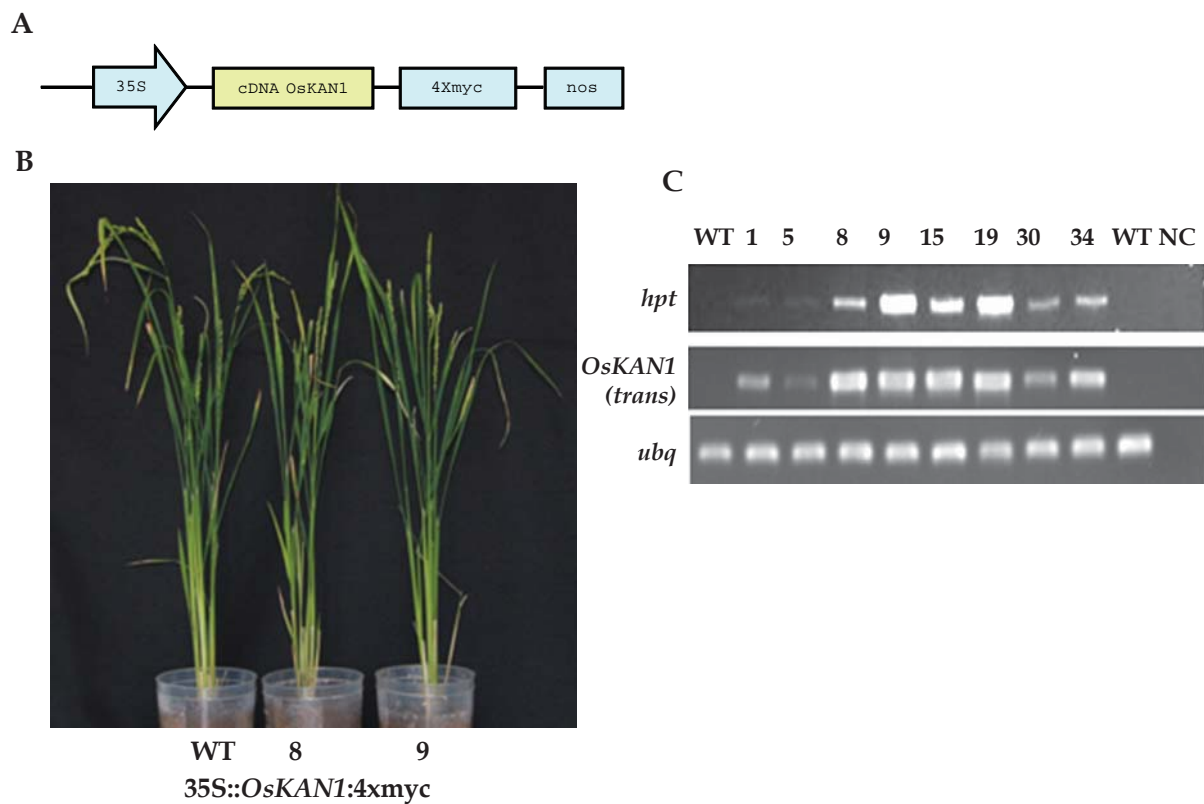 A
35S cDNA OsKAN1 4Xmyc nos
B
WT 8 9
35S::OsKAN1:4xmyc
C
WT 1 5 8 9 15 19 30 34 WT NC
hpt
OsKAN1
(trans)
ubq